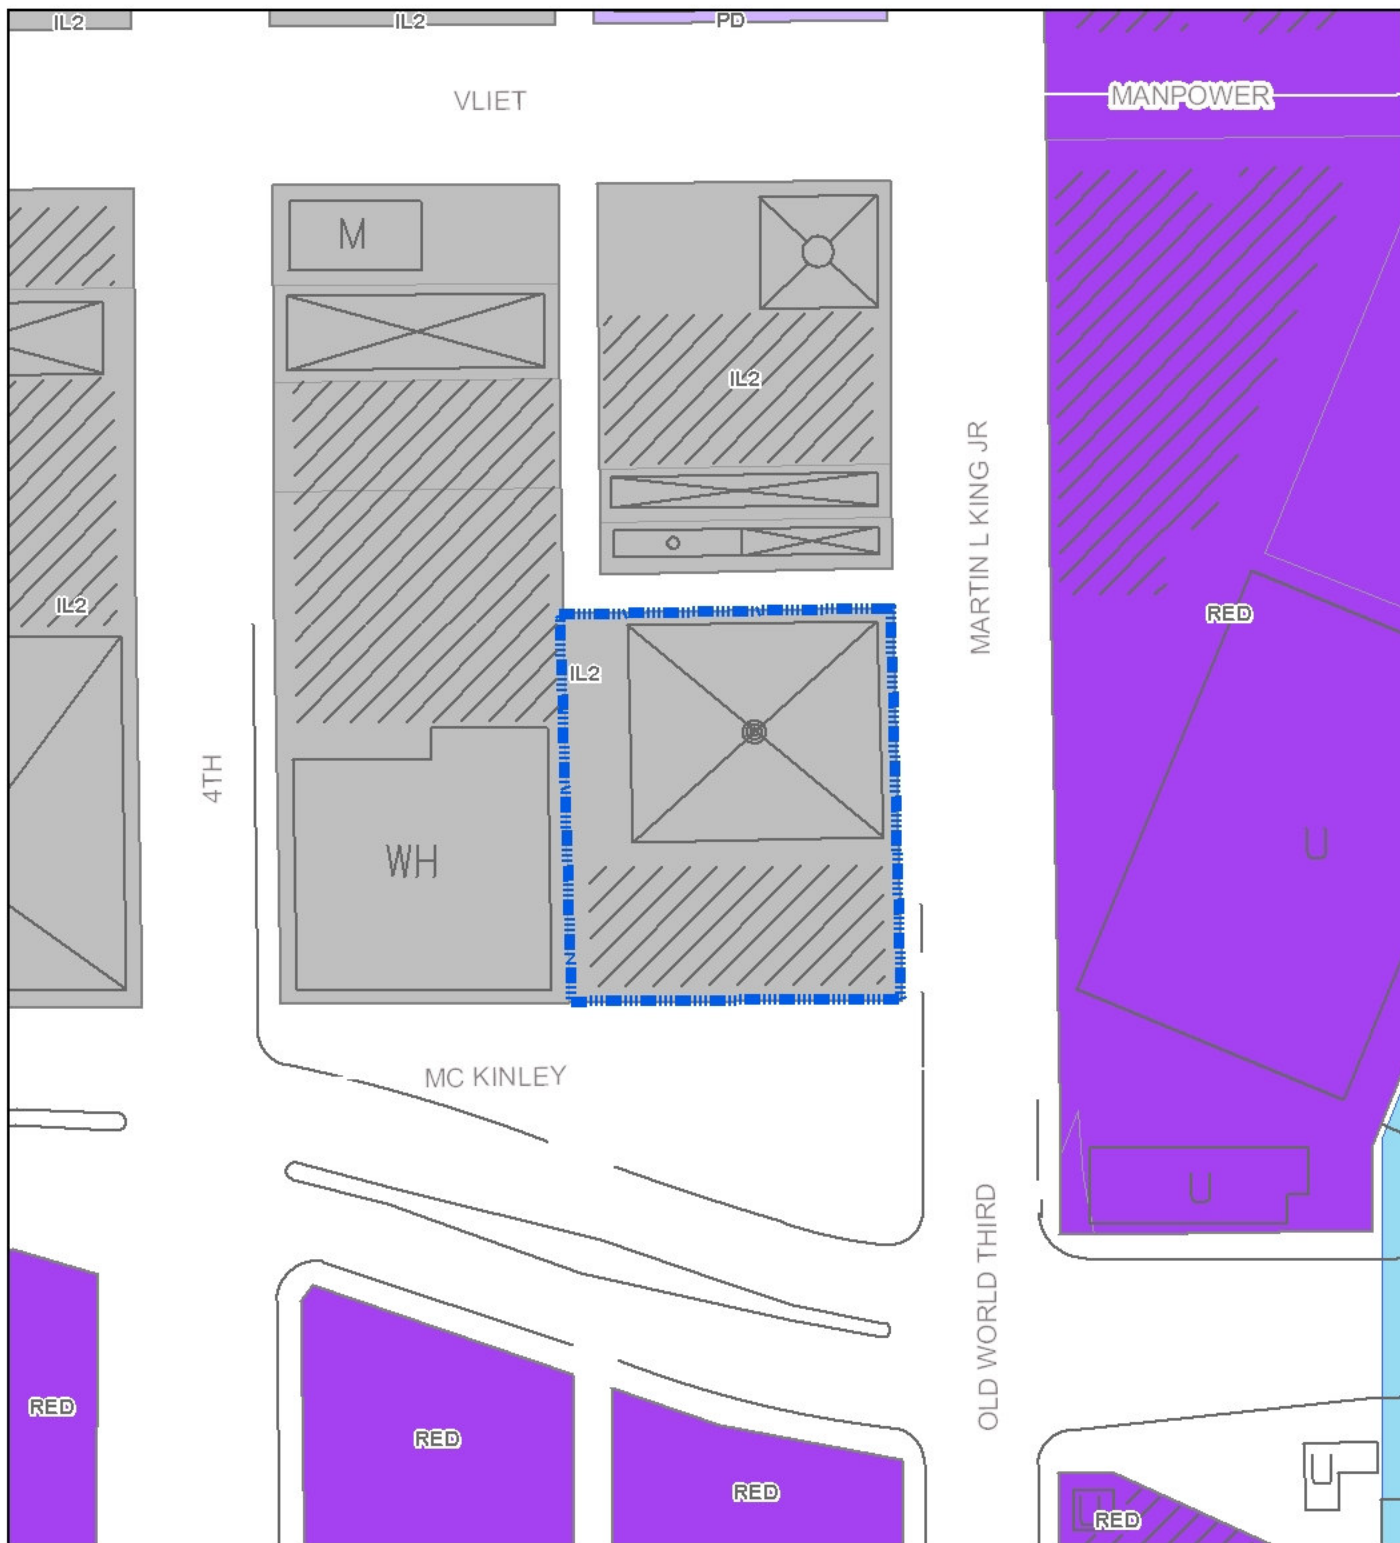 IL2
IL2
PD
VLIET
MANPOWER
M
IL2
MARTIN L KING JR
IL2
RED
IL2
4TH
WH
U
MC KINLEY
U
OLD WORLD THIRD
RED
RED
RED
U
U
RED